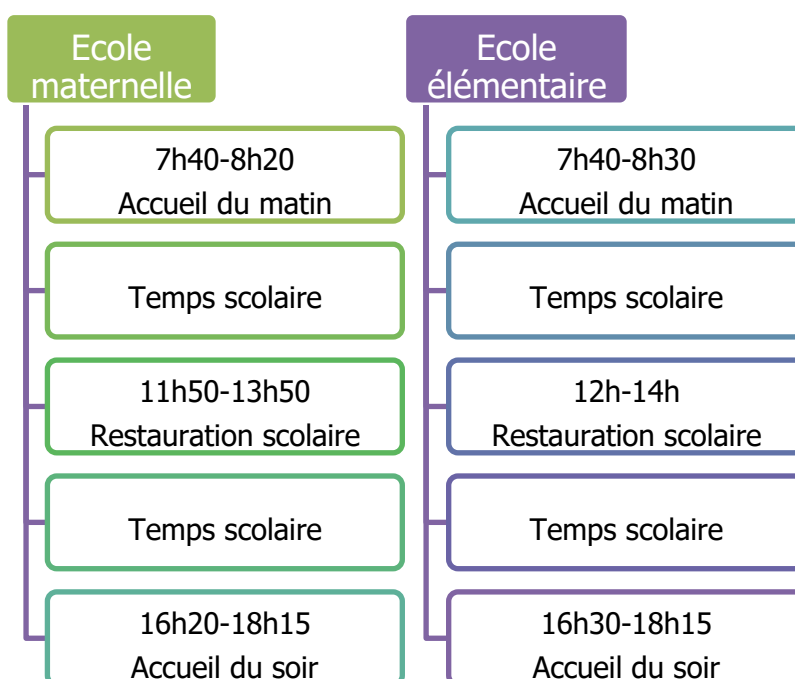 Ecole
maternelle
7h40-8h20
Accueil du matin
Temps scolaire
11h50-13h50
Restauration scolaire
Temps scolaire
16h20-18h15
Accueil du soir
Ecole
élémentaire
7h40-8h30
Accueil du matin
Temps scolaire
12h-14h
Restauration scolaire
Temps scolaire
16h30-18h15
Accueil du soir